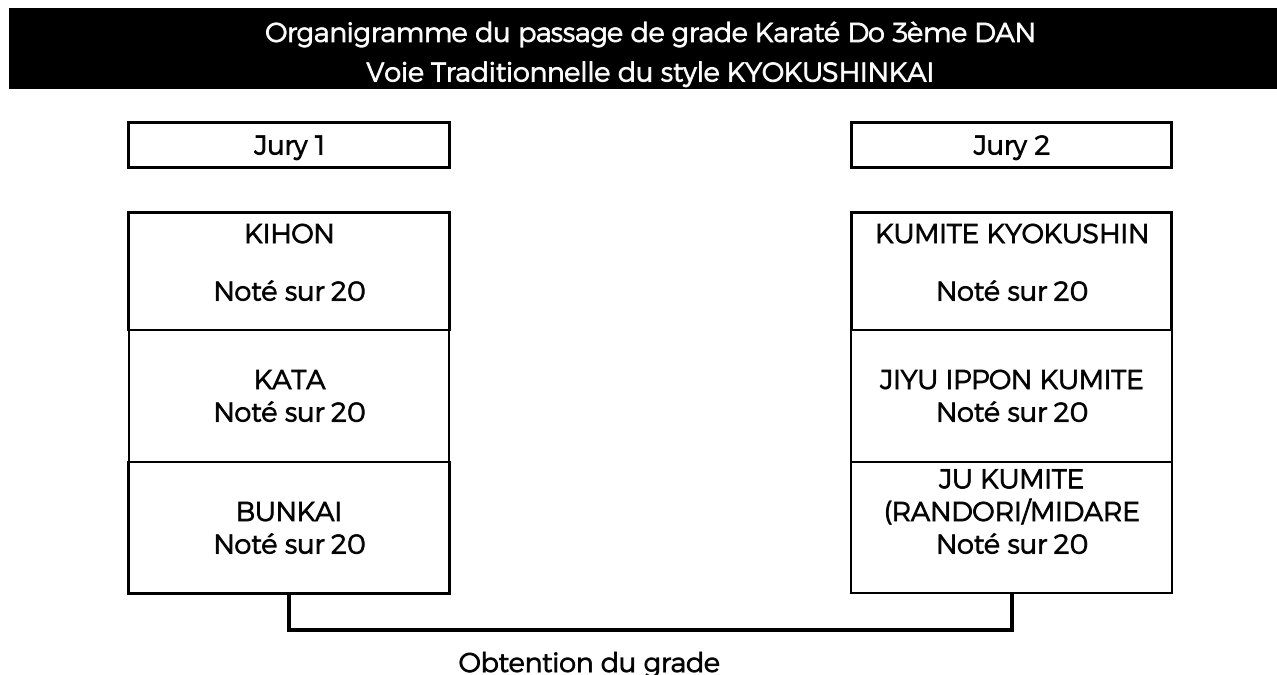 Organigramme du passage de grade Karaté Do 3ème DAN
Voie Traditionnelle du style KYOKUSHINKAI
Jury 1
KIHON
Noté sur 20
KATA
Noté sur 20
BUNKAI
Noté sur 20
Jury 2
KUMITE KYOKUSHIN
Noté sur 20
JIYU IPPON KUMITE
Noté sur 20
JU KUMITE
(RANDORI/MIDARE
Noté sur 20
Obtention du grade